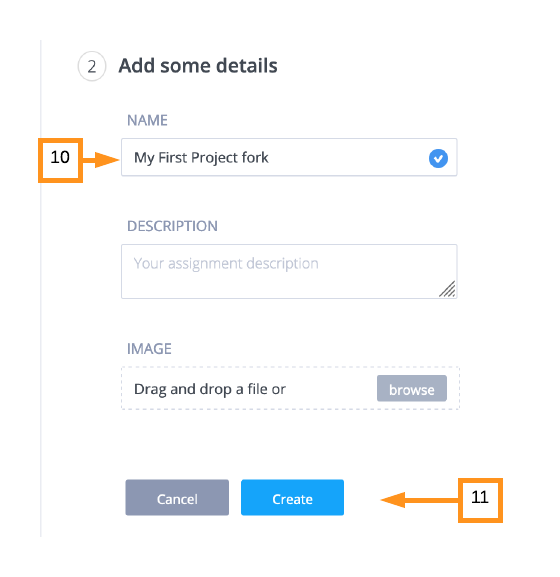 2 Add some details
NAME
10
My First Project fork
DESCRIPTION
Your assignment description
IMAGE
Drag and drop a file or browse
Cancel Create
11